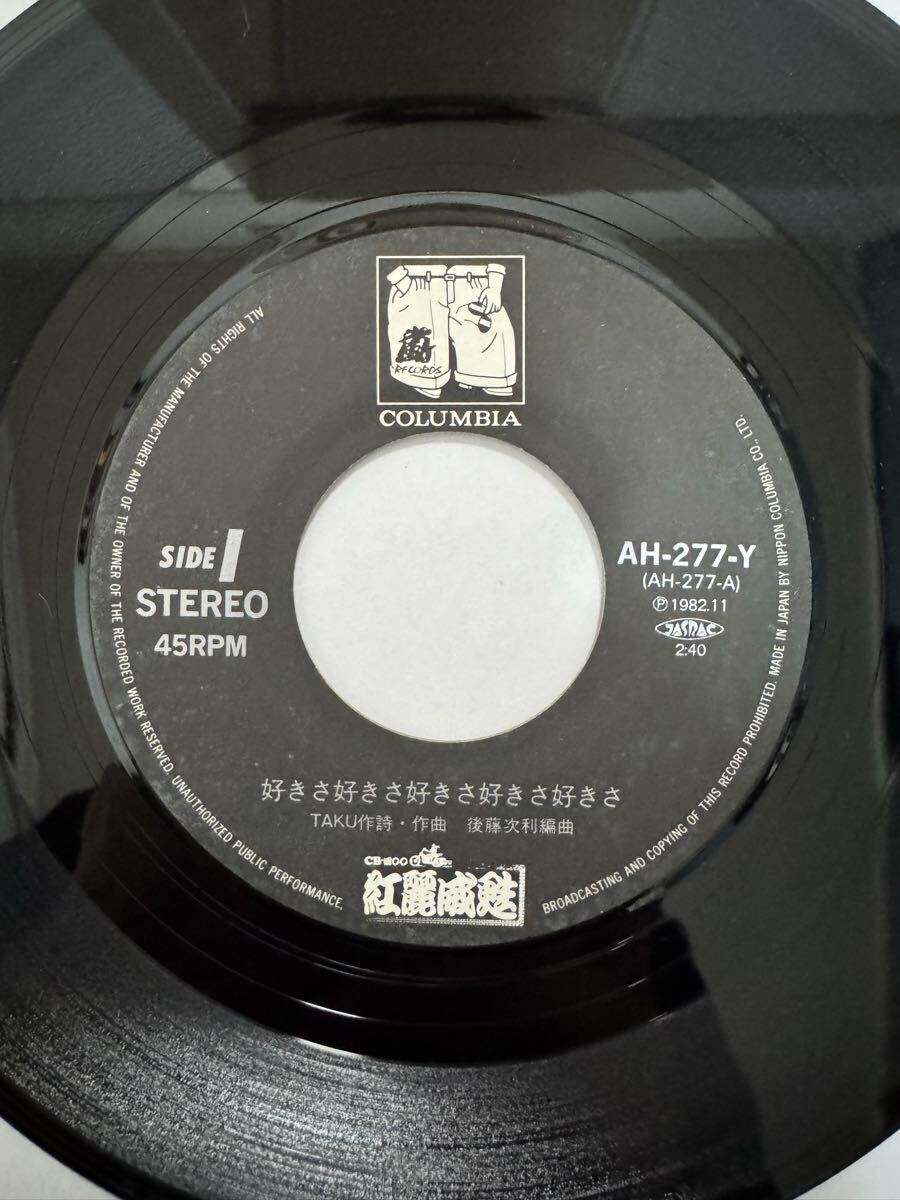 RECORDS
COLUMBIA
SIDE 1
STEREO
45RPM
AH-277-Y
(AH-277-A)
Ⓟ1982.11
JASRAC
2:40
好きさ好きさ好きさ好きさ好きさ
TAKU作詩・作曲 後藤次利編曲
紅麗威甦
ALL RIGHTS OF THE MANUFACTURER AND OF THE OWNER OF THE RECORDED WORK RESERVED. UNAUTHORIZED PUBLIC PERFORMANCE,
BROADCASTING AND COPYING OF THIS RECORD PROHIBITED. MADE IN JAPAN BY NIPPON COLUMBIA CO., LTD.